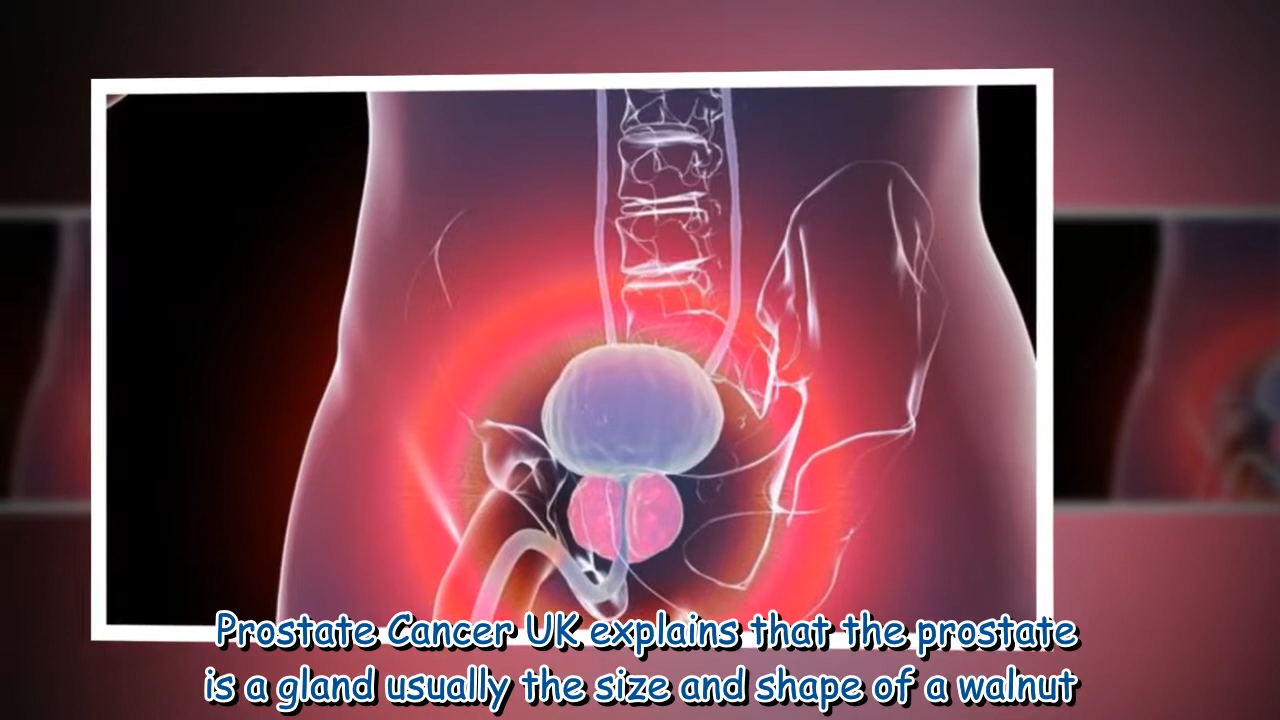 Prostate Cancer UK explains that the prostate
is a gland usually the size and shape of a walnut